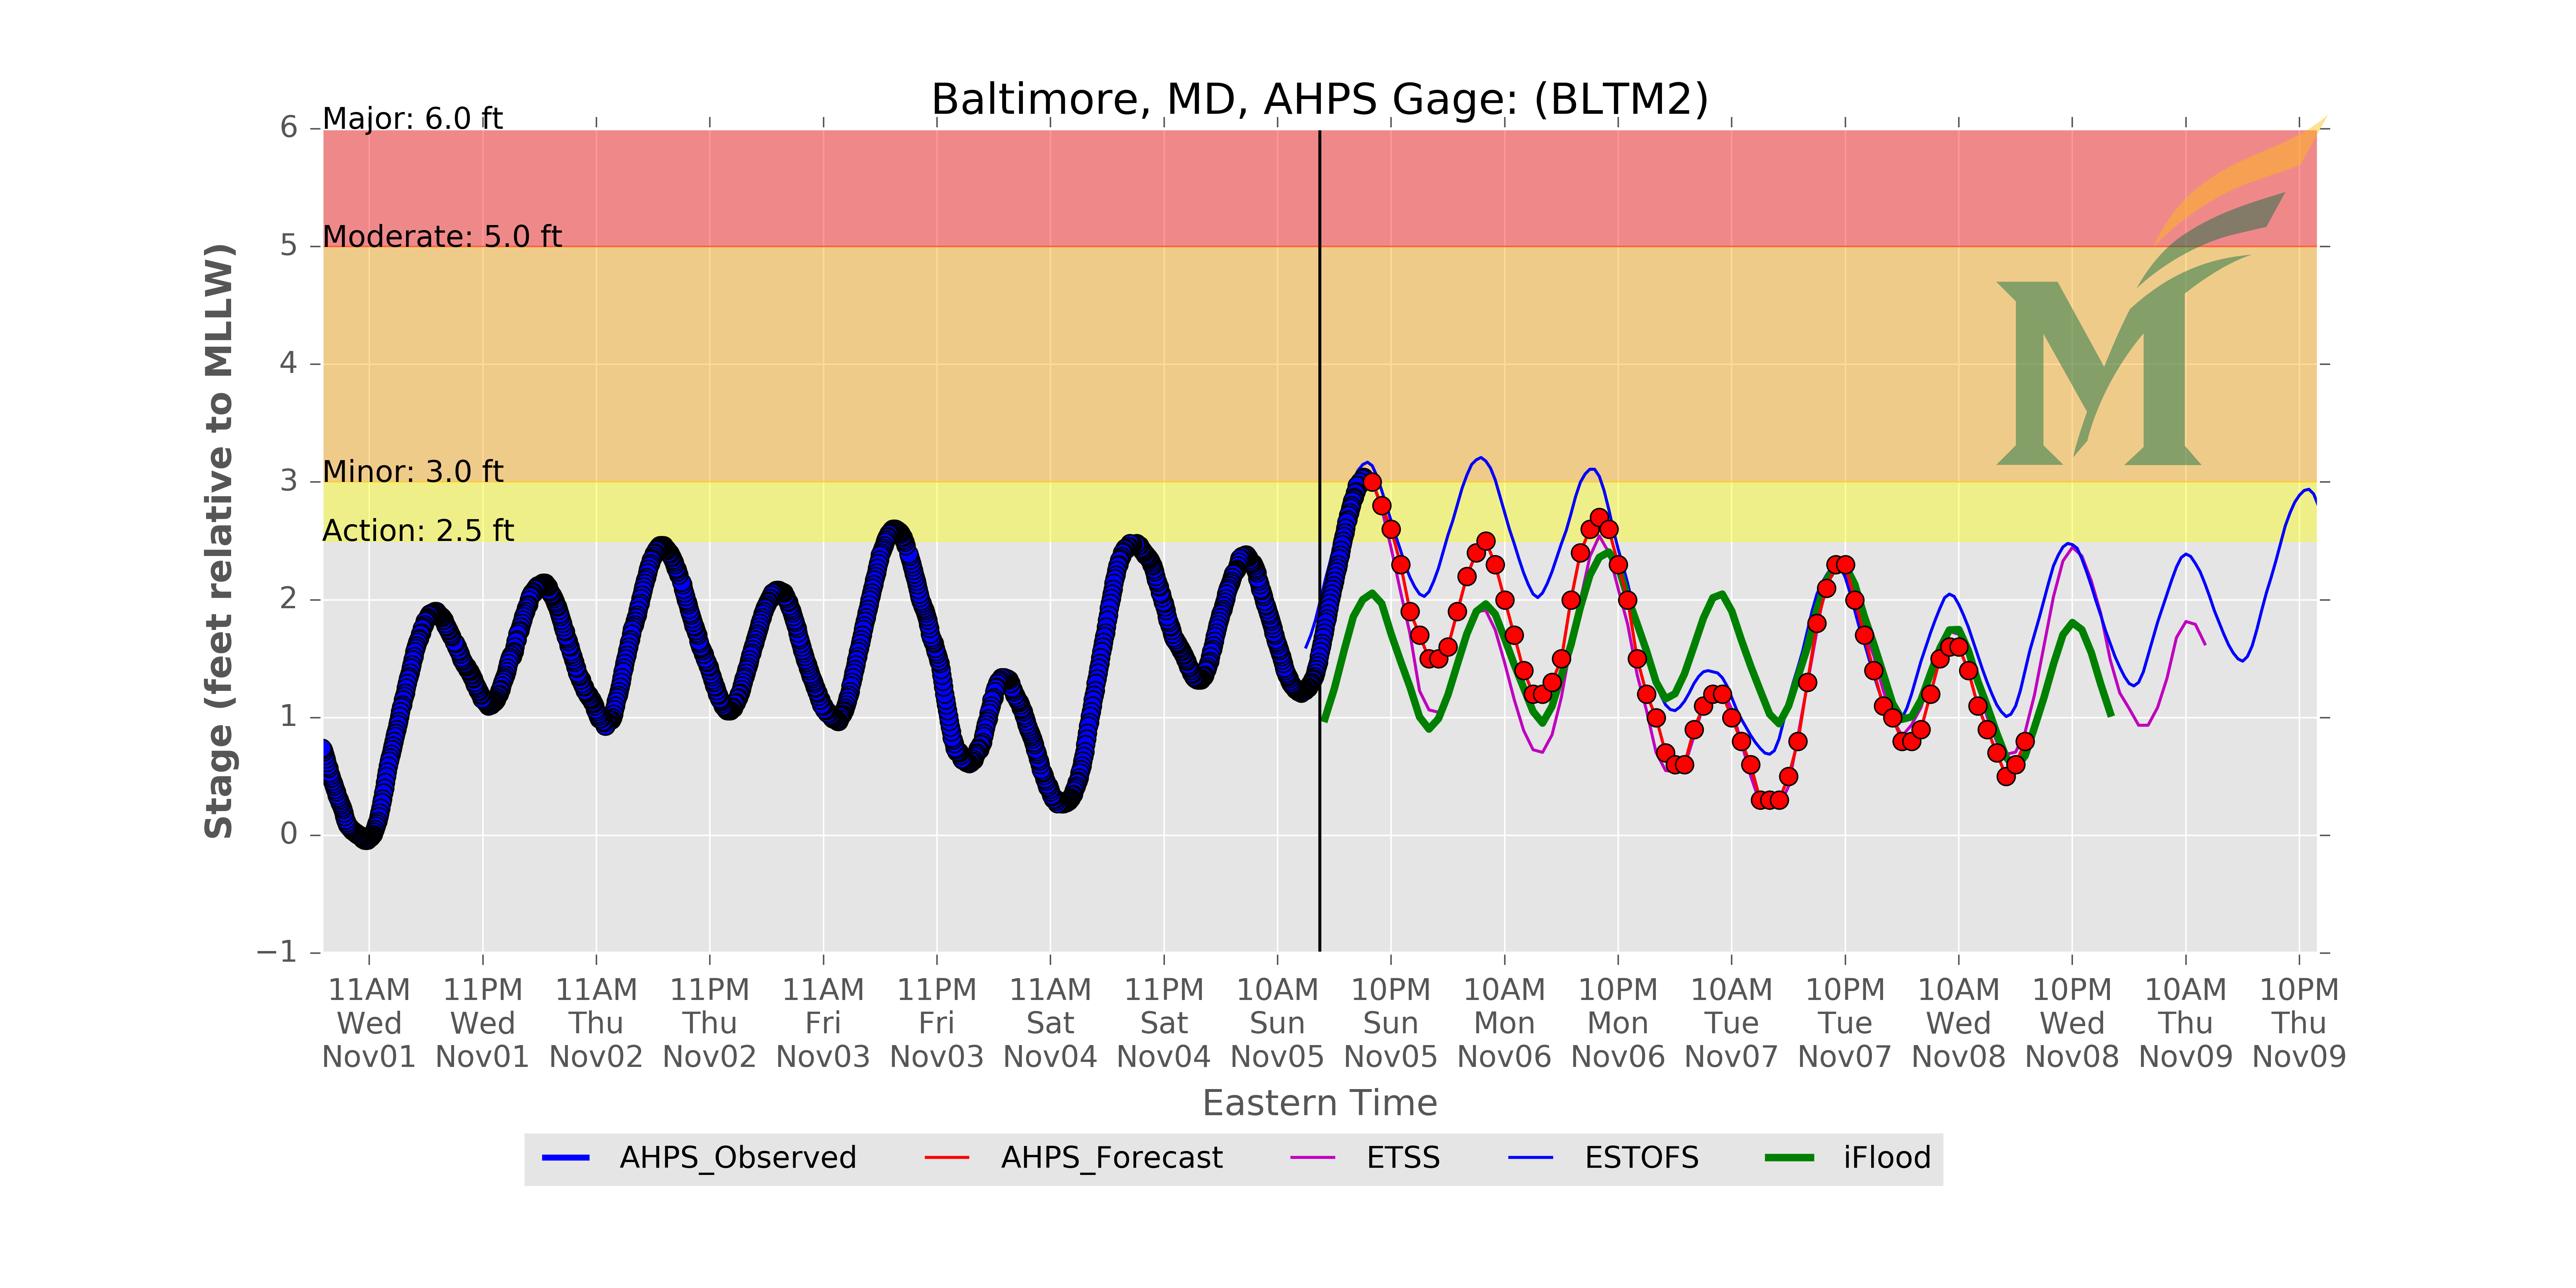 Baltimore, MD, AHPS Gage: (BLTM2)
Major: 6.0 ft
Moderate: 5.0 ft
Minor: 3.0 ft
Action: 2.5 ft
6
5
4
3
2
1
0
−1
Stage (feet relative to MLLW)
11AM 11PM 11AM 11PM 11AM 11PM 11AM 11PM 10AM 10PM 10AM 10PM 10AM 10PM 10AM 10PM 10AM 10PM
Wed Wed Thu Thu Fri Fri Sat Sat Sun Sun Mon Mon Tue Tue Wed Wed Thu Thu
Nov01 Nov01 Nov02 Nov02 Nov03 Nov03 Nov04 Nov04 Nov05 Nov05 Nov06 Nov06 Nov07 Nov07 Nov08 Nov08 Nov09 Nov09
Eastern Time
AHPS_Observed AHPS_Forecast ETSS ESTOFS iFlood
M